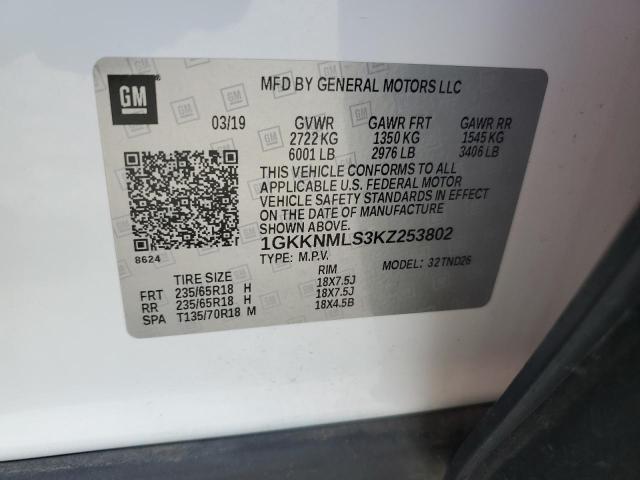 GM
MFD BY GENERAL MOTORS LLC
03/19 GVWR GAWR FRT GAWR RR
2722 KG 1350 KG 1545 KG
6001 LB 2976 LB 3406 LB
THIS VEHICLE CONFORMS TO ALL
APPLICABLE U.S. FEDERAL MOTOR
VEHICLE SAFETY STANDARDS IN EFFECT
ON THE DATE OF MANUFACTURE
SHOWN ABOVE.
1GKKNMLS3KZ253802
8624
TYPE: M.P.V. MODEL: 32TND26
TIRE SIZE RIM
FRT 235/65R18 H 18X7.5J
RR 235/65R18 H 18X7.5J
SPA T135/70R18 M 18X4.5B